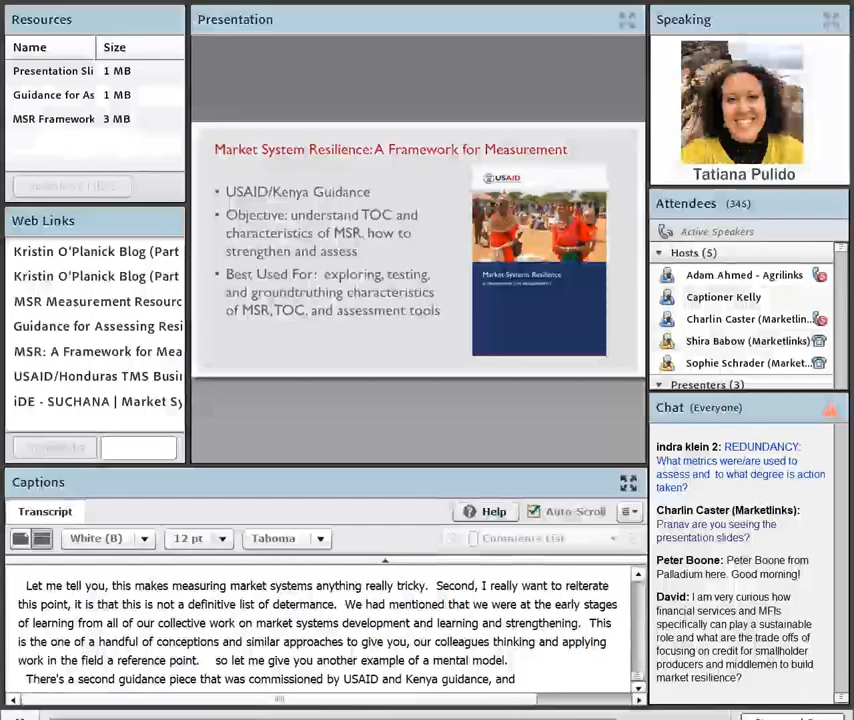 Resources
Name Size
Presentation Sli 1 MB
Guidance for As 1 MB
MSR Framework 3 MB
Web Links
Kristin O'Planick Blog (Part
Kristin O'Planick Blog (Part
MSR Measurement Resourc
Guidance for Assessing Resi
MSR: A Framework for Mea
USAID/Honduras TMS Busin
iDE - SUCHANA | Market Sy
Presentation
Market System Resilience: A Framework for Measurement
• USAID/Kenya Guidance
• Objective: understand TOC and
characteristics of MSR, how to
strengthen and assess
• Best Used For: exploring, testing,
and groundtruthing characteristics
of MSR, TOC, and assessment tools
USAID
Market Systems Resilience
A FRAMEWORK FOR MEASUREMENT
Speaking
Tatiana Pulido
Attendees (345)
Active Speakers
Hosts (5)
Adam Ahmed - Agrilinks
Captioner Kelly
Charlin Caster (Marketlin...
Shira Babow (Marketlinks)
Sophie Schrader (Market...
Presenters (3)
Chat (Everyone)
indra klein 2: REDUNDANCY:
What metrics were/are used to
assess and to what degree is action
taken?
Charlin Caster (Marketlinks):
Pranav are you seeing the
presentation slides?
Peter Boone: Peter Boone from
Palladium here. Good morning!
David: I am very curious how
financial services and MFIs
specifically can play a sustainable
role and what are the trade offs of
focusing on credit for smallholder
producers and middlemen to build
market resilience?
Captions
Transcript
Help
Auto-Scroll
White (B) 12 pt Tahoma
Comments List
Let me tell you, this makes measuring market systems anything really tricky. Second, I really want to reiterate
this point, it is that this is not a definitive list of determance. We had mentioned that we were at the early stages
of learning from all of our collective work on market systems development and learning and strengthening. This
is the one of a handful of conceptions and similar approaches to give you, our colleagues thinking and applying
work in the field a reference point. so let me give you another example of a mental model.
There's a second guidance piece that was commissioned by USAID and Kenya guidance, and